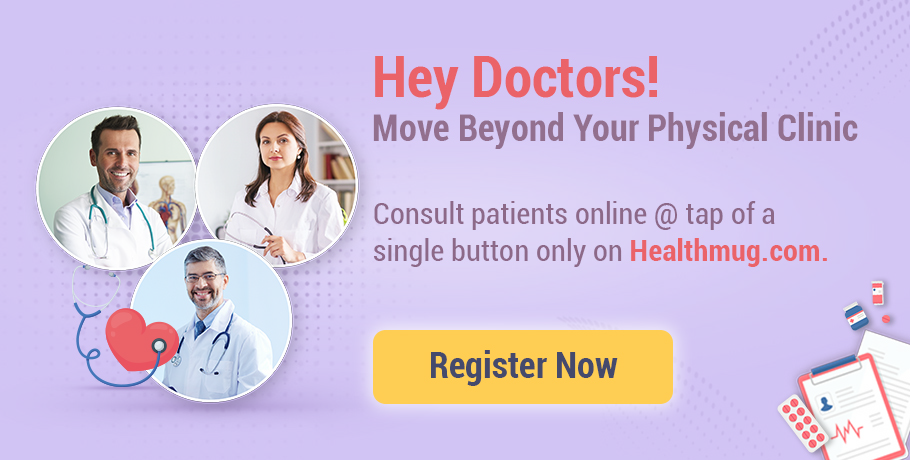 Hey Doctors!
Move Beyond Your Physical Clinic
Consult patients online @ tap of a
single button only on Healthmug.com.
Register Now